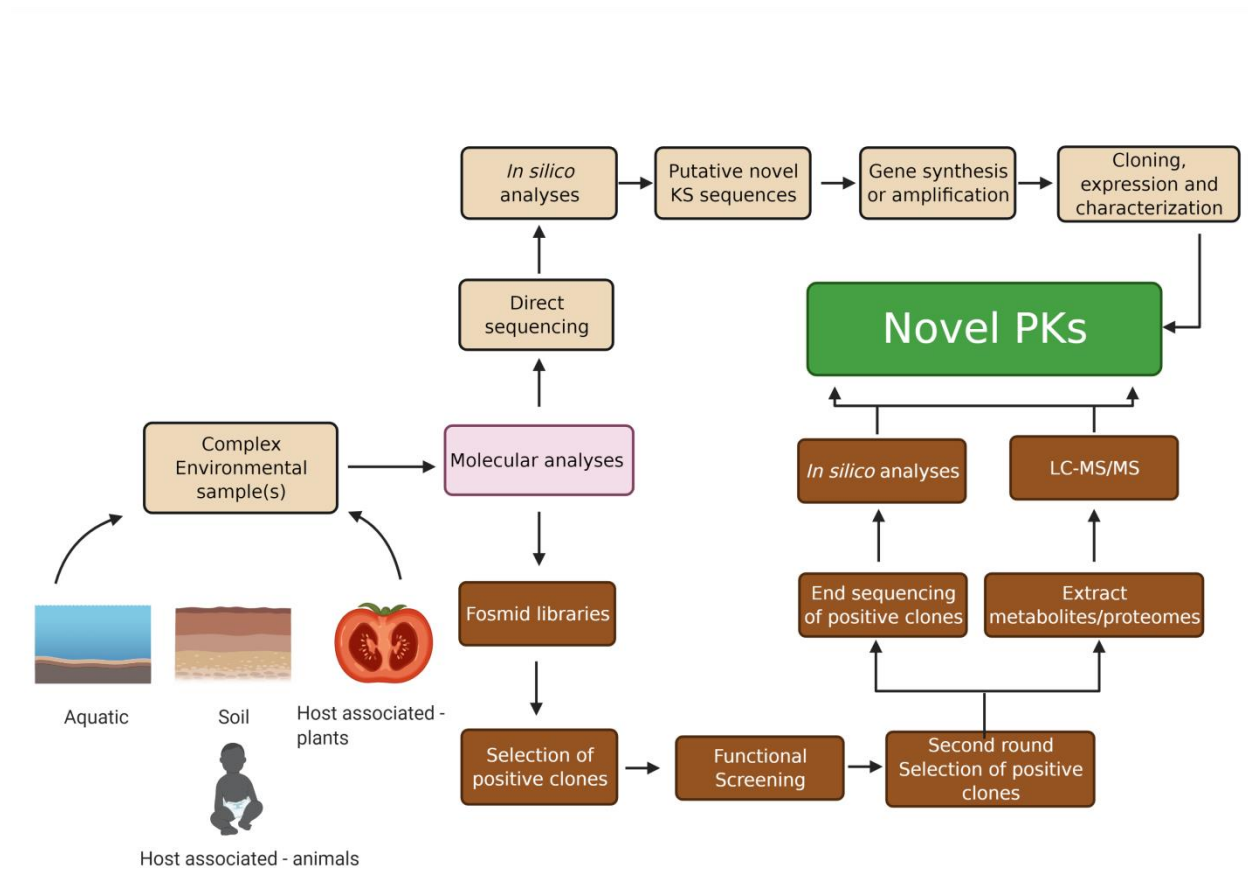 In silico
analyses
Putative novel
KS sequences
Gene synthesis
or amplification
Cloning,
expression and
characterization
Direct
sequencing
Novel PKs
Complex
Environmental
sample(s)
Molecular analyses
In silico analyses
LC-MS/MS
Fosmid libraries
End sequencing
of positive clones
Extract
metabolites/proteomes
Aquatic
Soil
Host associated -
plants
Selection of
positive clones
Functional
Screening
Second round
Selection of positive
clones
Host associated - animals